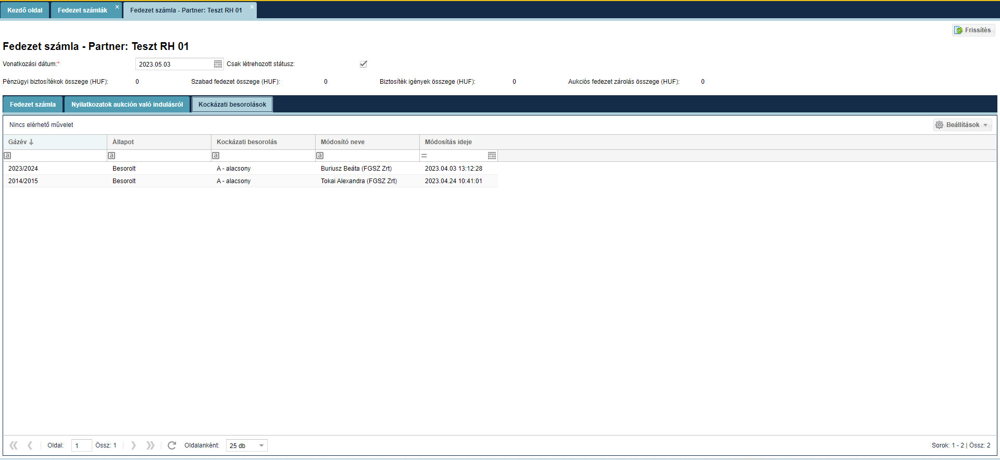 Kezdő oldal Fedezet számlák × Fedezet számla - Partner: Teszt RH 01 ×
Frissítés
Fedezet számla - Partner: Teszt RH 01
Vonatkozási dátum:* 2023.05.03 Csak létrehozott státusz:
Pénzügyi biztosítékok összege (HUF): 0 Szabad fedezet összege (HUF): 0 Biztosíték igények összege (HUF): 0 Aukciós fedezet zárolás összege (HUF): 0
Fedezet számla Nyilatkozatok aukción való indulásról Kockázati besorolások
Nincs elérhető művelet Beállítások
Gázév Állapot Kockázati besorolás Módosító neve Módosítás ideje
a a a a =
2023/2024 Besorolt A - alacsony Buriusz Beáta (FGSZ Zrt) 2023.04.03 13:12:28
2014/2015 Besorolt A - alacsony Tokai Alexandra (FGSZ Zrt) 2023.04.24 10:41:01
Oldal: 1 Össz: 1 Oldalanként: 25 db Sorok: 1 - 2 | Össz: 2